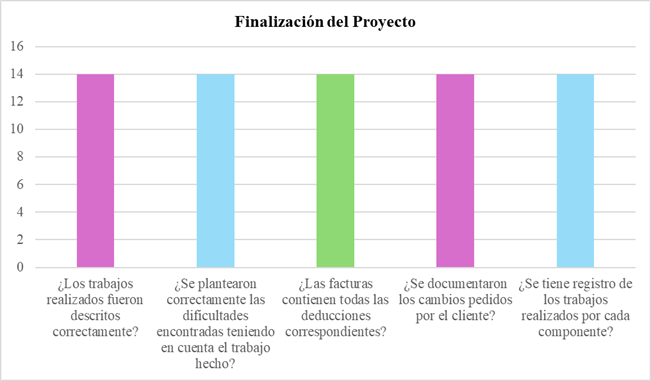 Finalización del Proyecto
16
14
12
10
8
6
4
2
0
¿Los trabajos
realizados fueron
descritos
correctamente?
¿Se plantearon
correctamente las
dificultades
encontradas teniendo
en cuenta el trabajo
hecho?
¿Las facturas
contienen todas las
deducciones
correspondientes?
¿Se documentaron
los cambios pedidos
por el cliente?
¿Se tiene registro de
los trabajos
realizados por cada
componente?